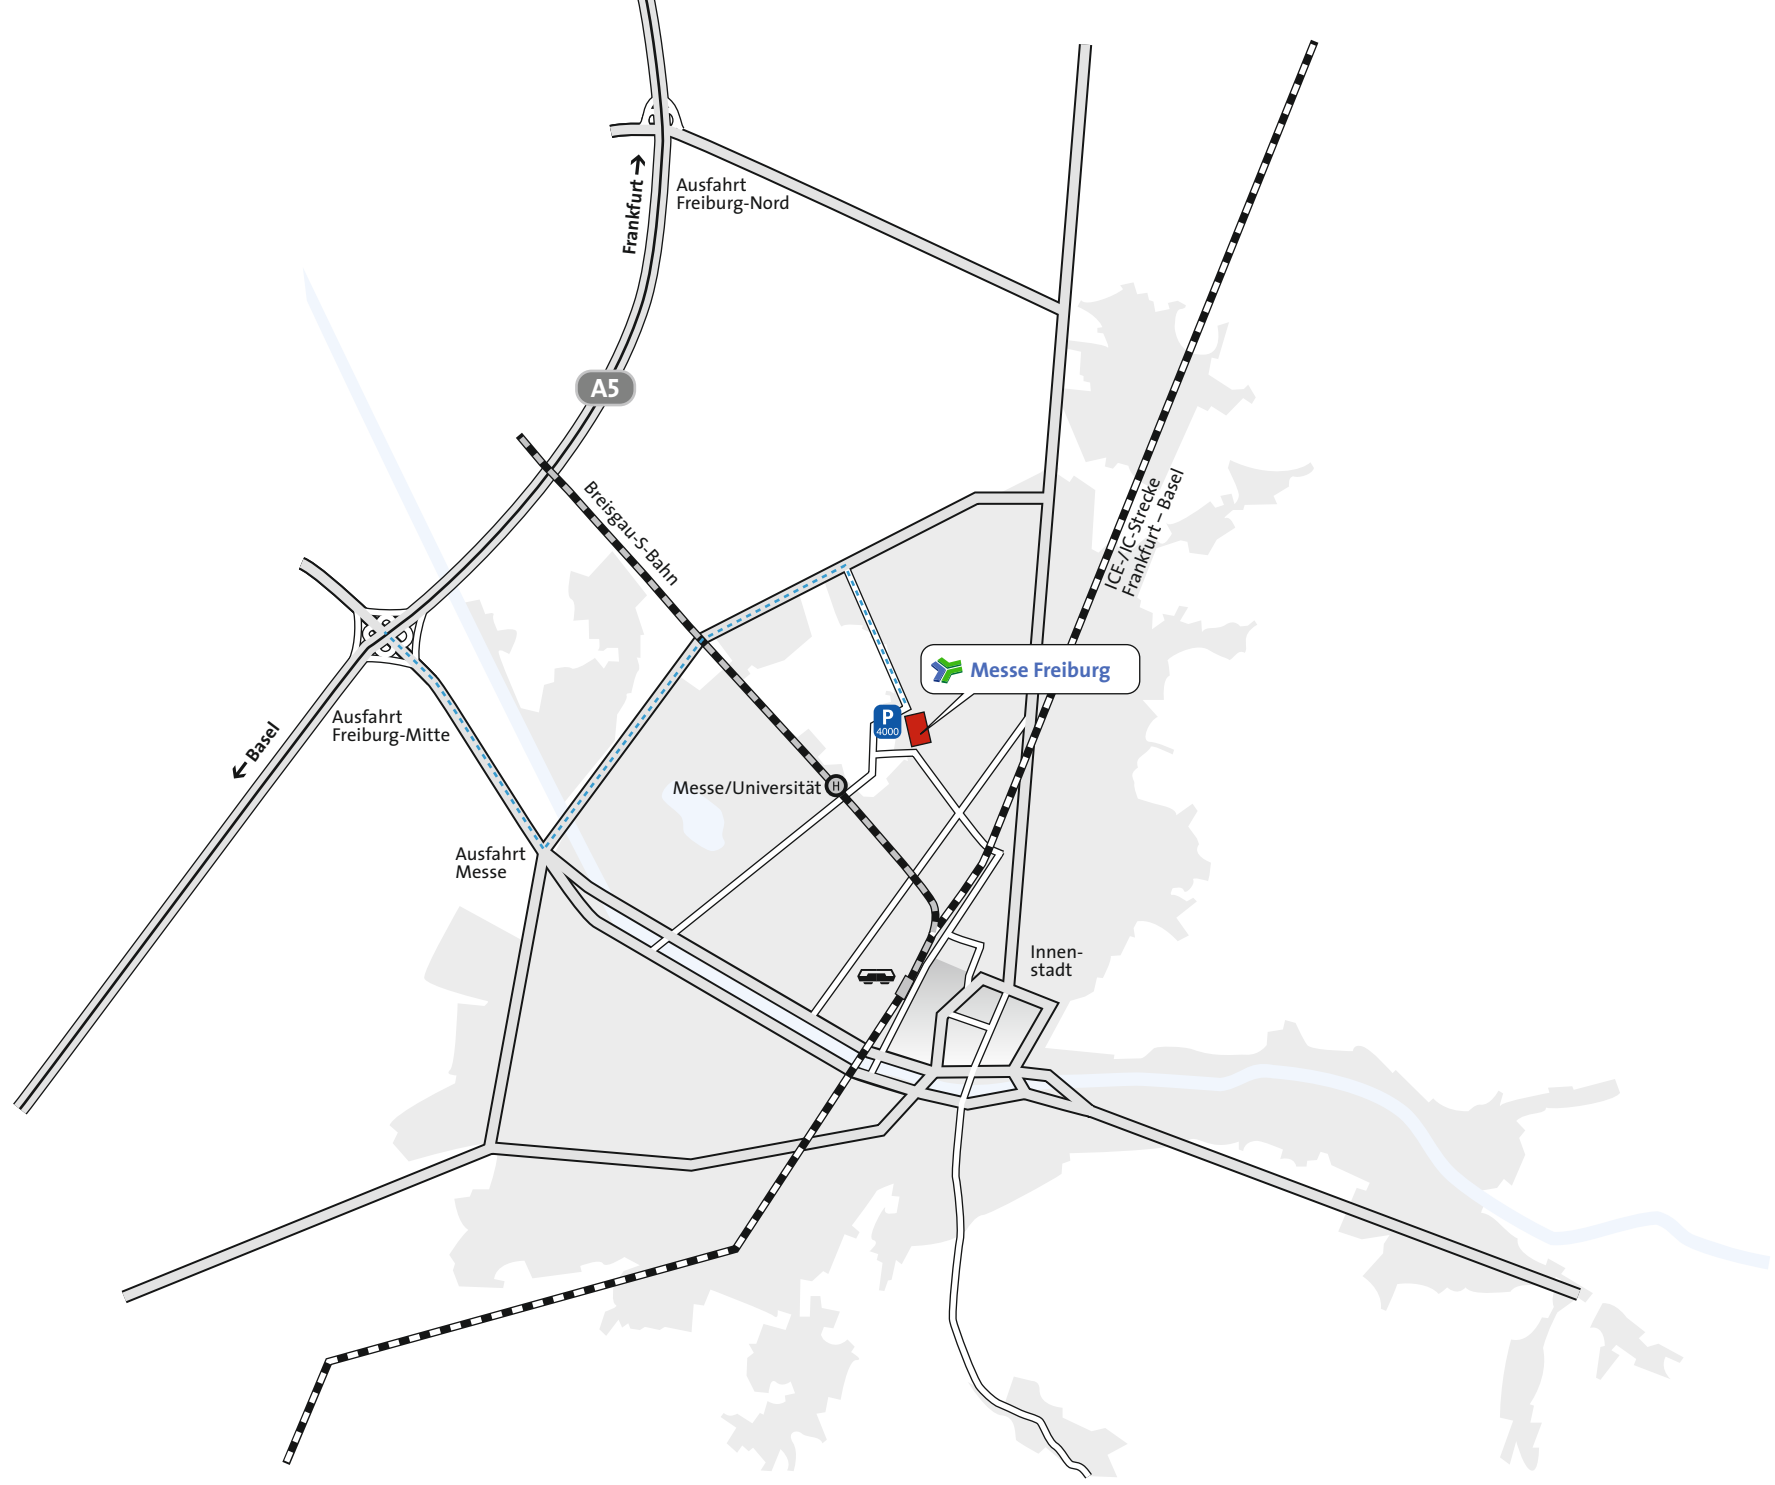 Frankfurt →
Ausfahrt
Freiburg-Nord
A5
Breisgau-S-Bahn
ICE-/IC-Strecke
Frankfurt – Basel
Messe Freiburg
Ausfahrt
Freiburg-Mitte
← Basel
P
4000
Messe/Universität
H
Ausfahrt
Messe
Innen-
stadt